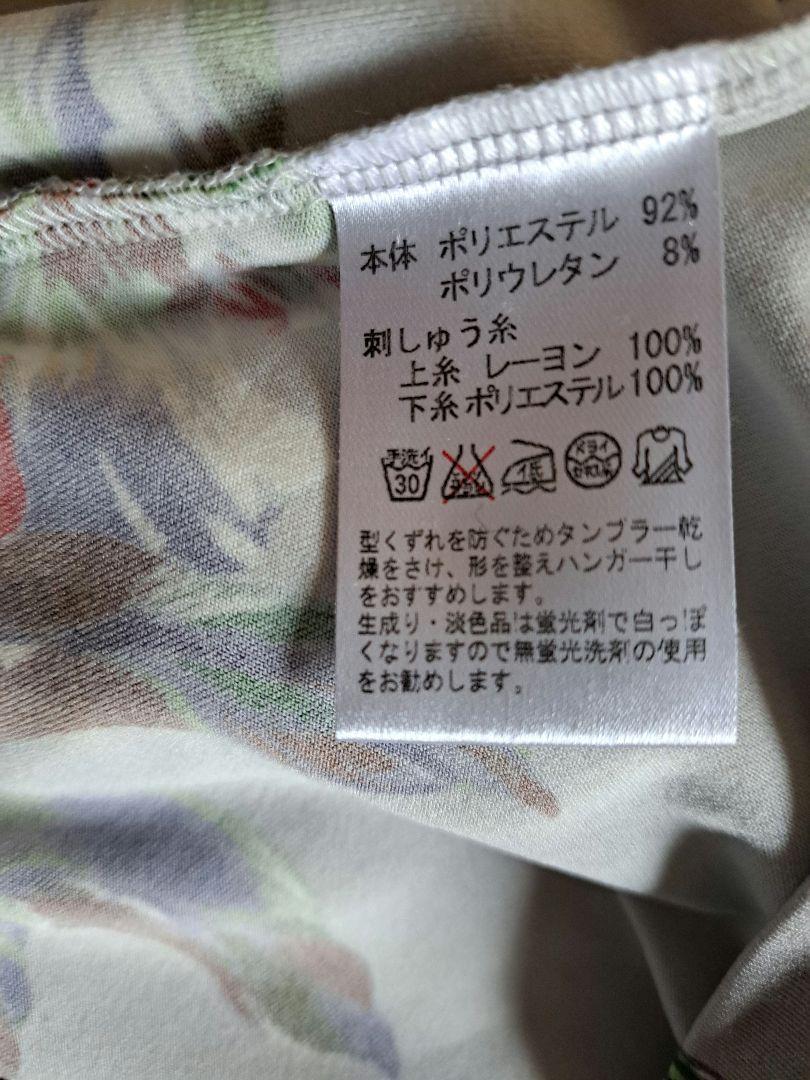 本体 ポリエステル 92%
ポリウレタン 8%
刺しゅう糸
上糸 レーヨン 100%
下糸 ポリエステル 100%
手洗イ 30 低 ドライ セキユ系
型くずれを防ぐためタンブラー乾
燥をさけ、形を整えハンガー干し
をおすすめします。
生成り・淡色品は蛍光剤で白っぽ
くなりますので無蛍光洗剤の使用
をお勧めします。